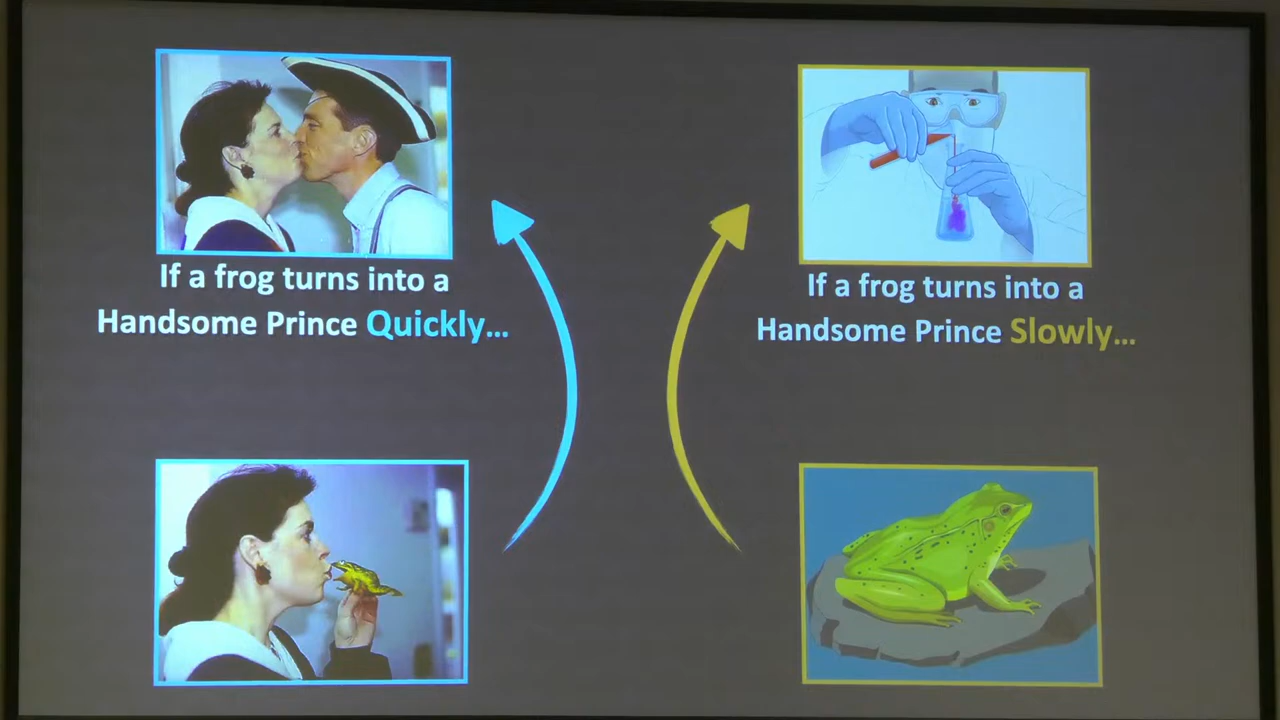 If a frog turns into a
Handsome Prince Quickly...
If a frog turns into a
Handsome Prince Slowly...